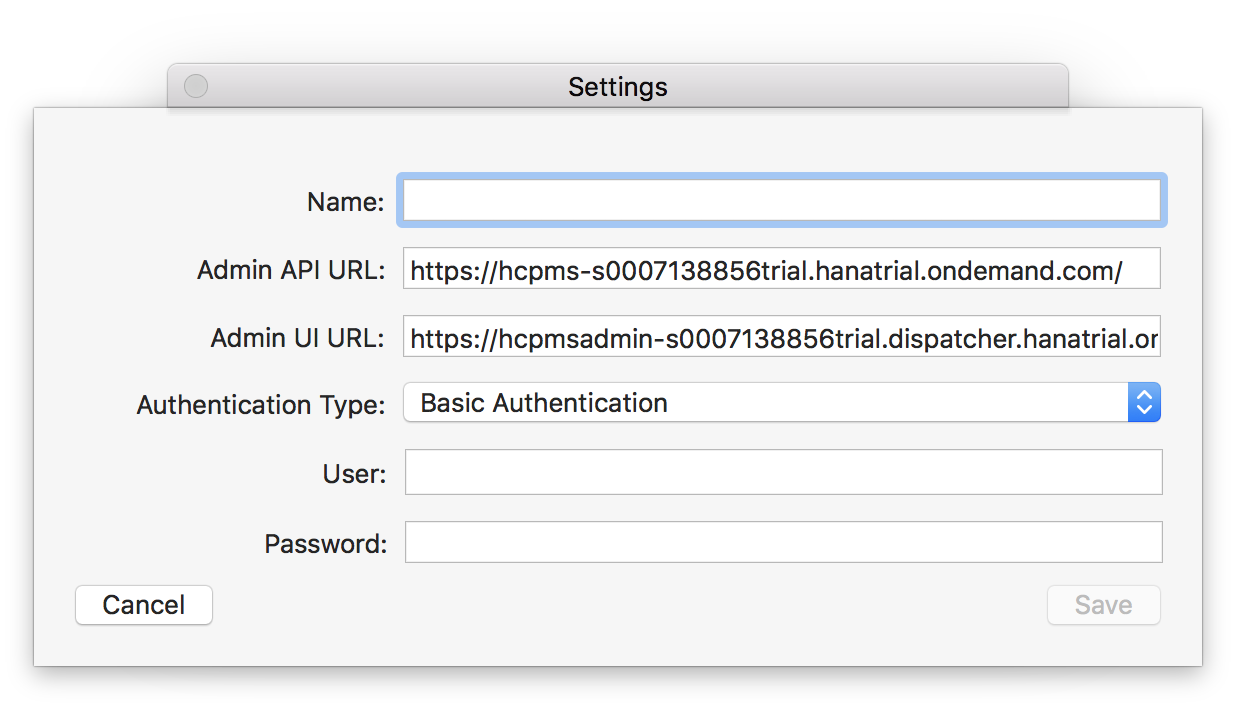 Settings
Name:
Admin API URL: https://hcpms-s0007138856trial.hanatrial.ondemand.com/
Admin UI URL: https://hcpmsadmin-s0007138856trial.dispatcher.hanatrial.or
Authentication Type: Basic Authentication
User:
Password:
Cancel Save